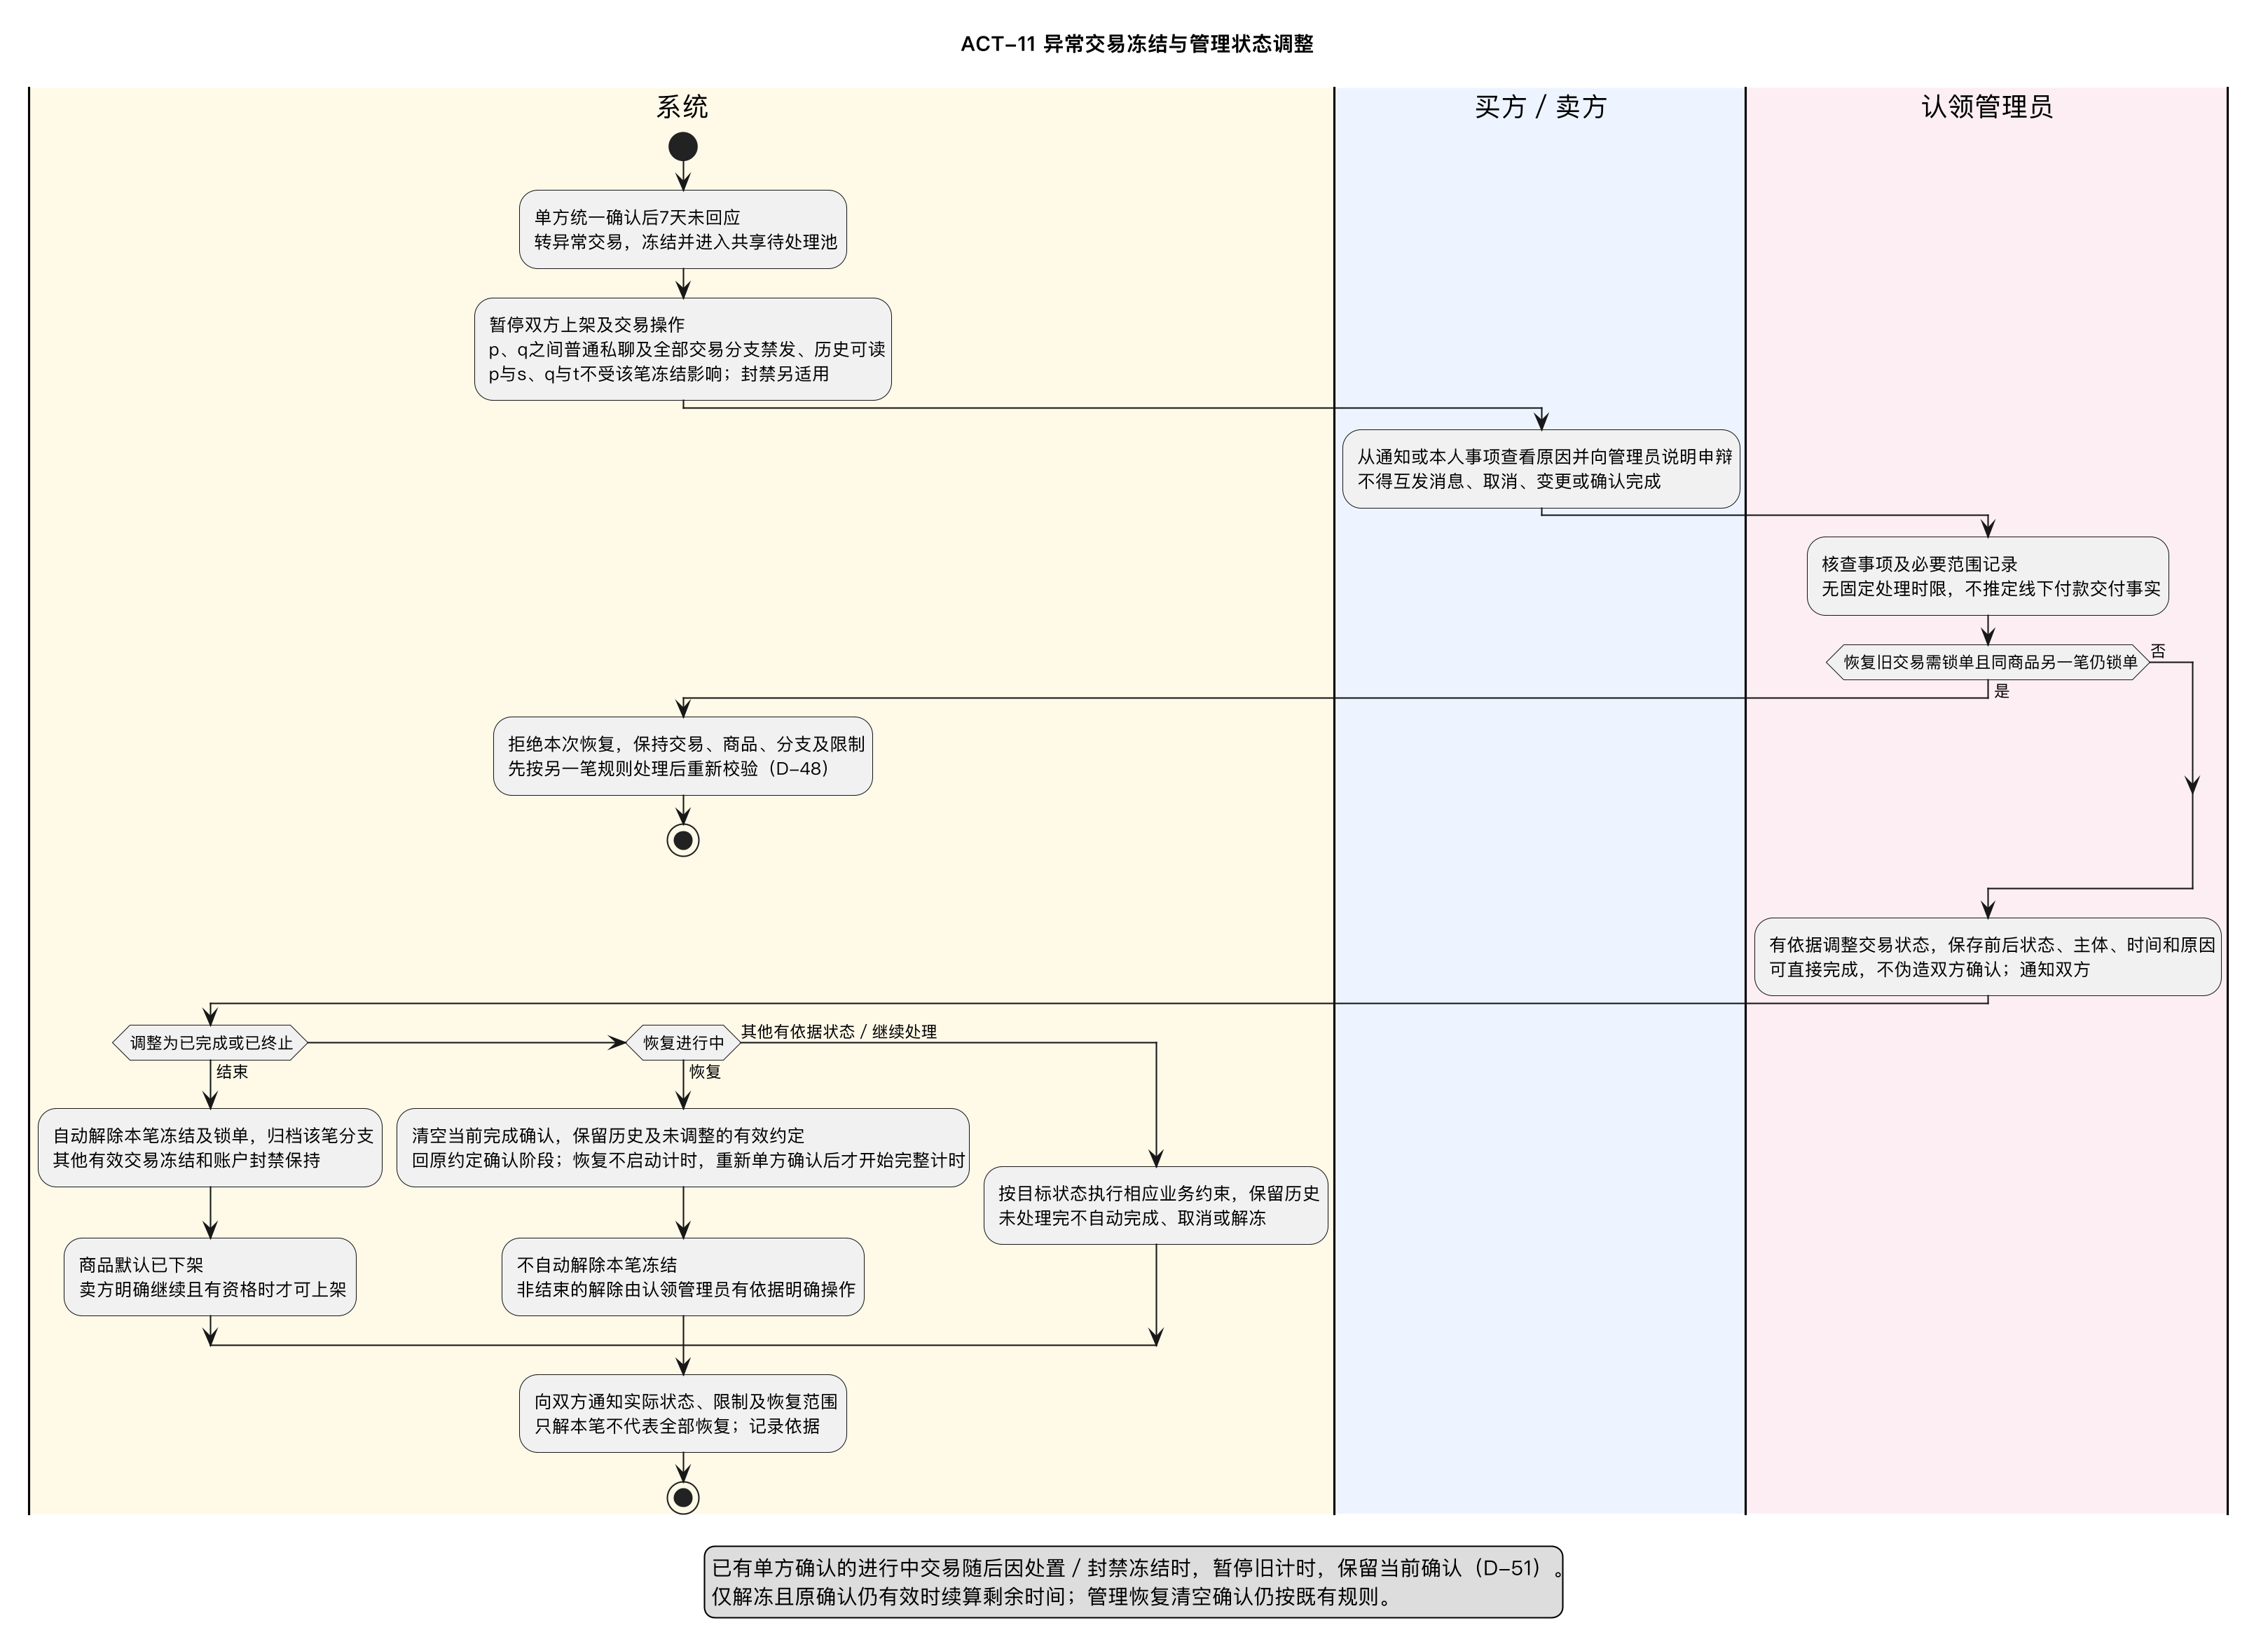 ACT–11 异常交易冻结与管理状态调整
系统
买方 / 卖方
认领管理员
单方统一确认后7天未回应
转异常交易，冻结并进入共享待处理池
暂停双方上架及交易操作
p、q之间普通私聊及全部交易分支禁发、历史可读
p与s、q与t不受该笔冻结影响；封禁另适用
从通知或本人事项查看原因并向管理员说明申辩
不得互发消息、取消、变更或确认完成
核查事项及必要范围记录
无固定处理时限，不推定线下付款交付事实
恢复旧交易需锁单且同商品另一笔仍锁单
否
是
拒绝本次恢复，保持交易、商品、分支及限制
先按另一笔规则处理后重新校验（D–48）
有依据调整交易状态，保存前后状态、主体、时间和原因
可直接完成，不伪造双方确认；通知双方
调整为已完成或已终止
结束
恢复进行中
恢复
其他有依据状态 / 继续处理
自动解除本笔冻结及锁单，归档该笔分支
其他有效交易冻结和账户封禁保持
清空当前完成确认，保留历史及未调整的有效约定
回原约定确认阶段；恢复不启动计时，重新单方确认后才开始完整计时
按目标状态执行相应业务约束，保留历史
未处理完不自动完成、取消或解冻
商品默认已下架
卖方明确继续且有资格时才可上架
不自动解除本笔冻结
非结束的解除由认领管理员有依据明确操作
向双方通知实际状态、限制及恢复范围
只解本笔不代表全部恢复；记录依据
已有单方确认的进行中交易随后因处置 / 封禁冻结时，暂停旧计时，保留当前确认（D–51）。
仅解冻且原确认仍有效时续算剩余时间；管理恢复清空确认仍按既有规则。